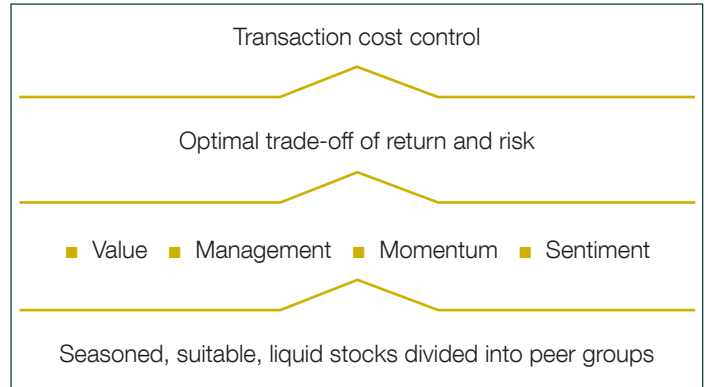 Transaction cost control
Optimal trade-off of return and risk
■ Value ■ Management ■ Momentum ■ Sentiment
Seasoned, suitable, liquid stocks divided into peer groups